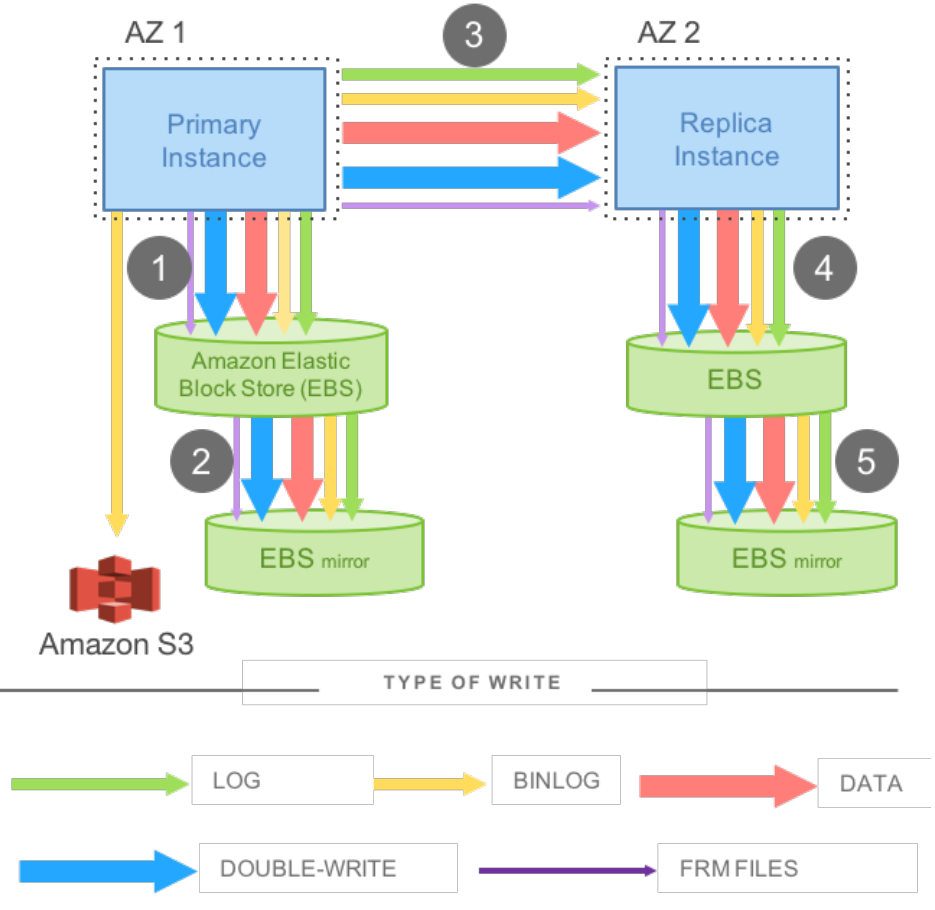 AZ 1
3
AZ 2
Primary
Instance
Replica
Instance
1
4
Amazon Elastic
Block Store (EBS)
EBS
2
5
EBS mirror
EBS mirror
Amazon S3
TYPE OF WRITE
LOG
BINLOG
DATA
DOUBLE-WRITE
FRM FILES